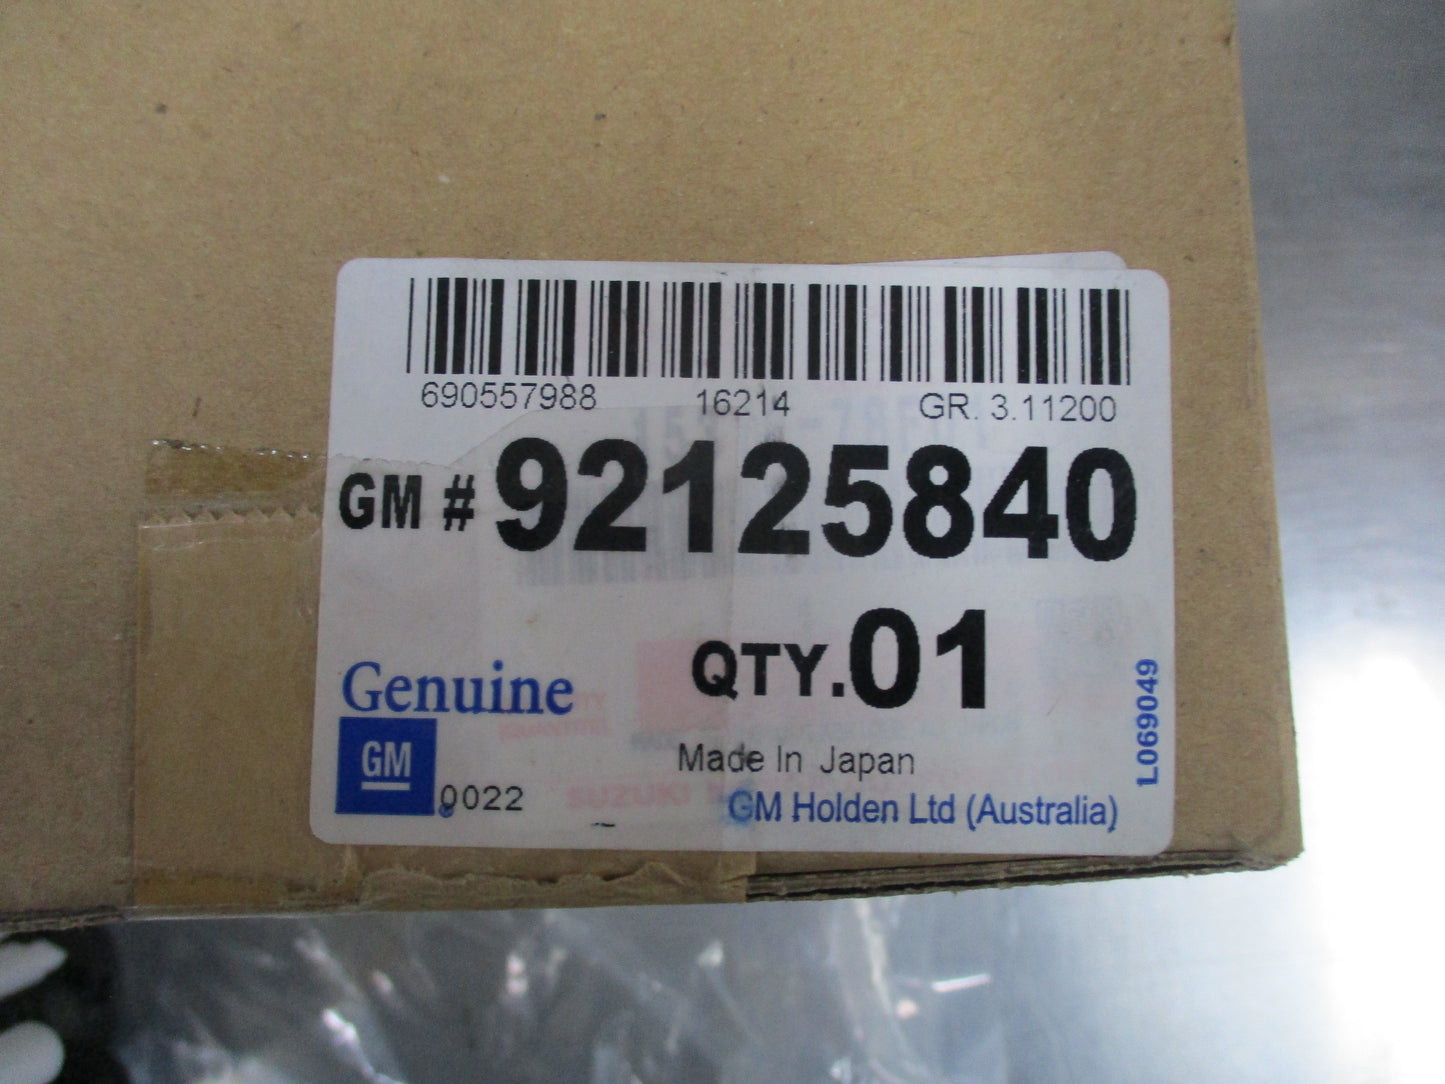 690557988 16214 GR. 3.11200
GM # 92125840
QTY. 01
Genuine
GM
0022
Made In Japan
GM Holden Ltd (Australia)
L069049
SUZUKI